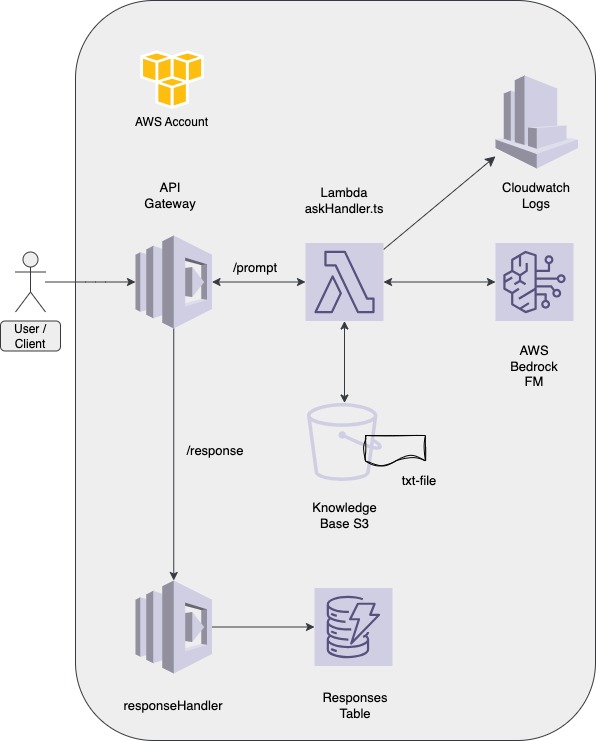 AWS Account
API
Gateway
Lambda
askHandler.ts
Cloudwatch
Logs
/prompt
User /
Client
AWS
Bedrock
FM
/response
txt-file
Knowledge
Base S3
responseHandler
Responses
Table